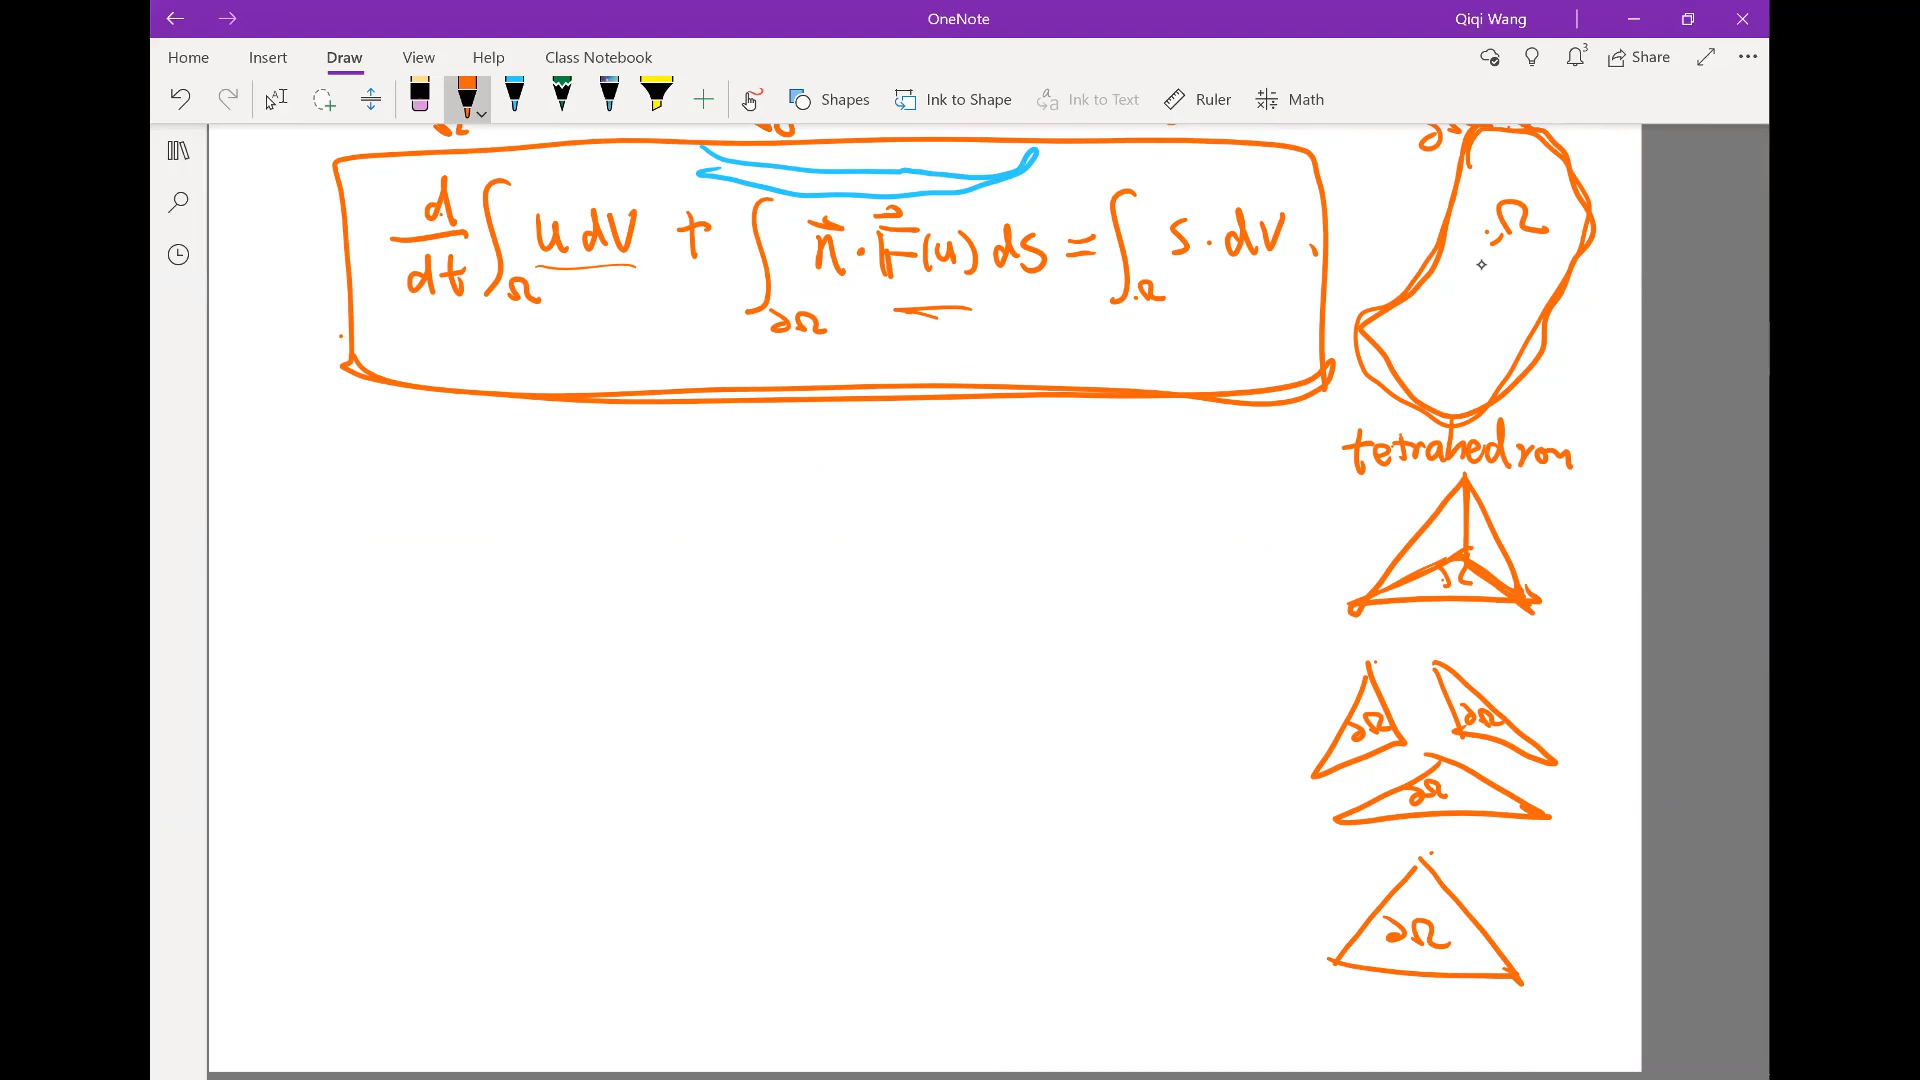 OneNote
Qiqi Wang
Home Insert Draw View Help Class Notebook
3
Share
Shapes Ink to Shape Ink to Text Ruler Math
d/dt ∫_Ω u dV + ∫_∂Ω n⃗ · F⃗(u) ds = ∫_Ω s · dV
Ω
tetrahedron
Ω
∂Ω ∂Ω
∂Ω
∂Ω